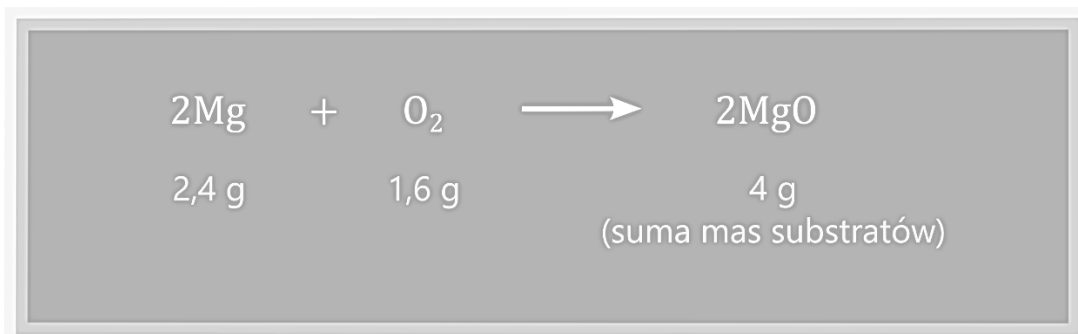 2Mg + O₂ ⟶ 2MgO
2,4 g 1,6 g 4 g
(suma mas substratów)